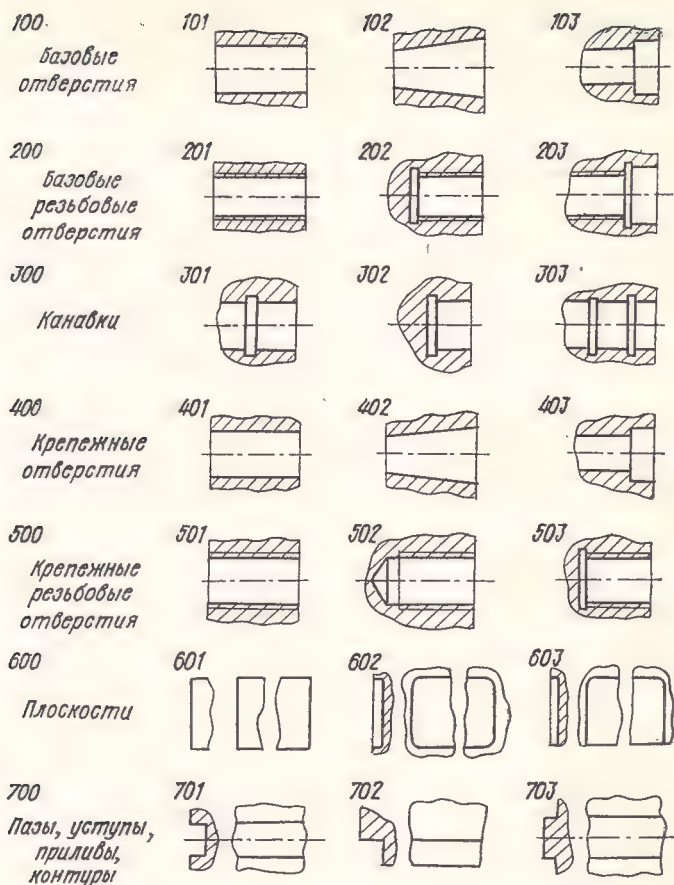 100 101 102 103
Базовые
отверстия
200 201 202 203
Базовые
резьбовые
отверстия
300 301 302 303
Канавки
400 401 402 403
Крепежные
отверстия
500 501 502 503
Крепежные
резьбовые
отверстия
600 601 602 603
Плоскости
700 701 702 703
Пазы, уступы,
приливы,
контуры